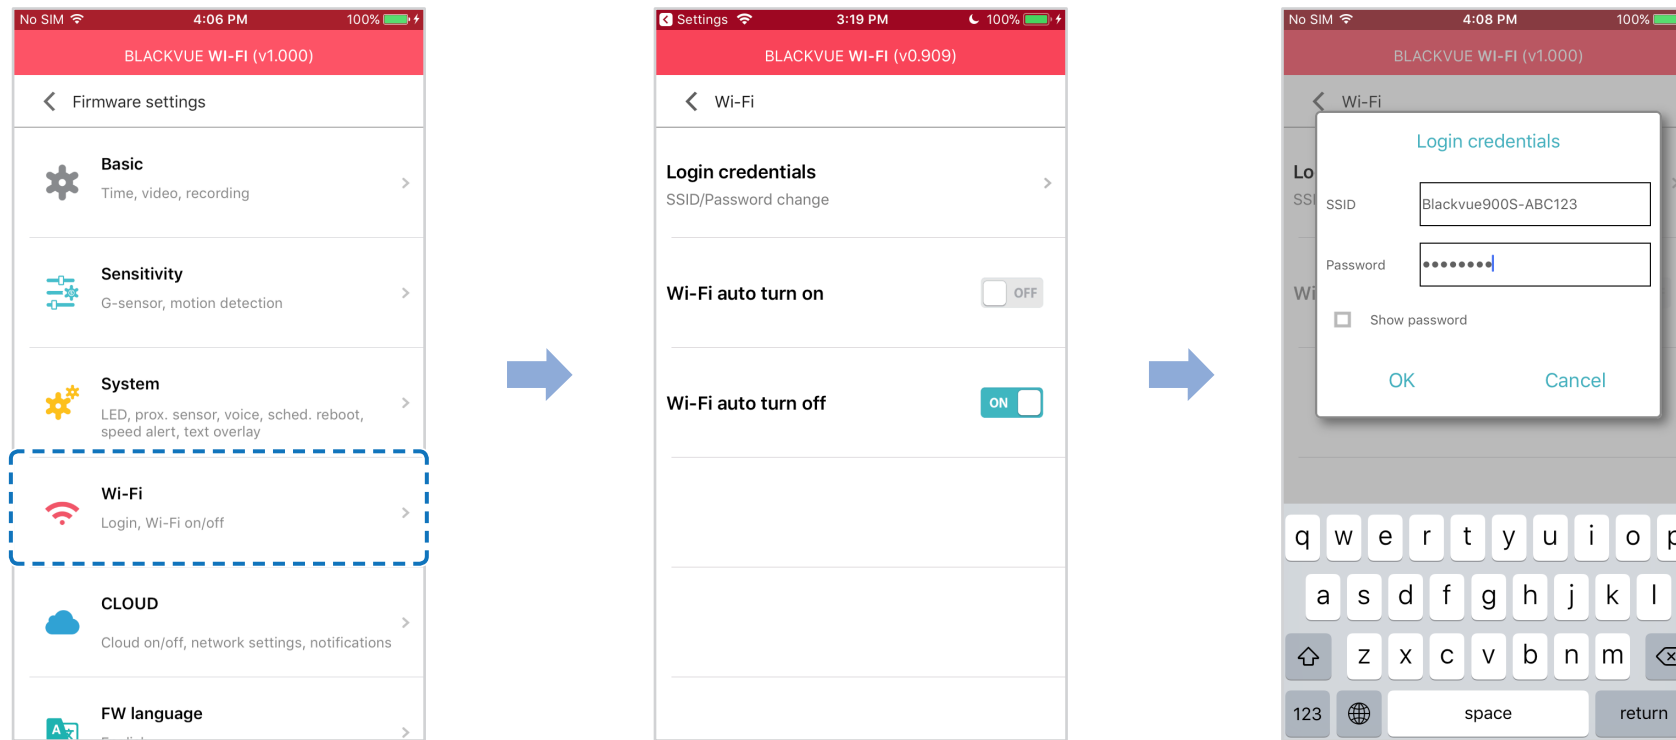 No SIM 4:06 PM 100%
BLACKVUE WI-FI (v1.000)
Firmware settings
Basic
Time, video, recording
Sensitivity
G-sensor, motion detection
System
LED, prox. sensor, voice, sched. reboot,
speed alert, text overlay
Wi-Fi
Login, Wi-Fi on/off
CLOUD
Cloud on/off, network settings, notifications
FW language
Settings 3:19 PM 100%
BLACKVUE WI-FI (v0.909)
Wi-Fi
Login credentials
SSID/Password change
Wi-Fi auto turn on OFF
Wi-Fi auto turn off ON
No SIM 4:08 PM 100%
BLACKVUE WI-FI (v1.000)
Wi-Fi
Login credentials
SSID Blackvue900S-ABC123
Password ••••••••
Show password
OK Cancel
q w e r t y u i o p
a s d f g h j k l
z x c v b n m
123 space return